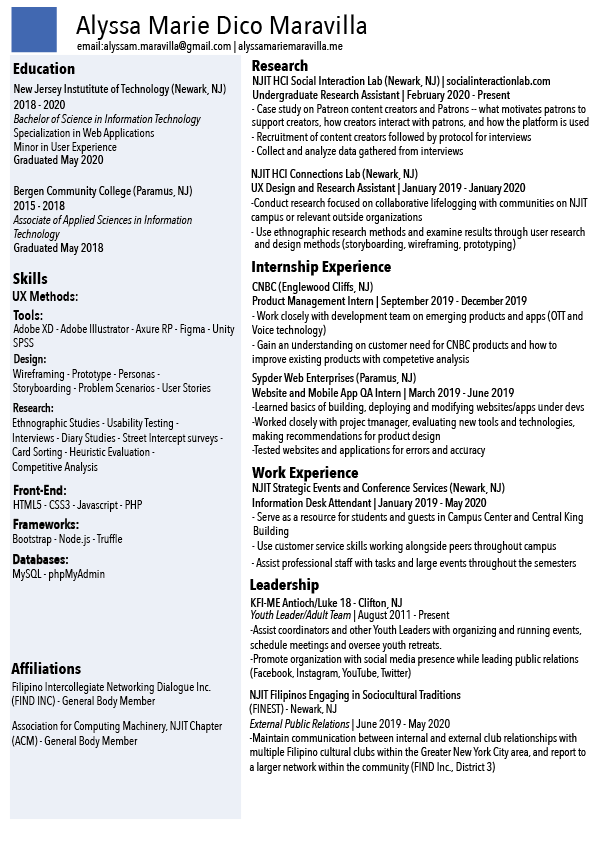 Alyssa Marie Dico Maravilla
email:alyssam.maravilla@gmail.com | alyssamariemaravilla.me
Education
New Jersey Instutitute of Technology (Newark, NJ)
2018 - 2020
Bachelor of Science in Information Technology
Specialization in Web Applications
Minor in User Experience
Graduated May 2020
Bergen Community College (Paramus, NJ)
2015 - 2018
Associate of Applied Sciences in Information
Technology
Graduated May 2018
Skills
UX Methods:
Tools:
Adobe XD - Adobe Illustrator - Axure RP - Figma - Unity
SPSS
Design:
Wireframing - Prototype - Personas -
Storyboarding - Problem Scenarios - User Stories
Research:
Ethnographic Studies - Usability Testing -
Interviews - Diary Studies - Street Intercept surveys -
Card Sorting - Heuristic Evaluation -
Competitive Analysis
Front-End:
HTML5 - CSS3 - Javascript - PHP
Frameworks:
Bootstrap - Node.js - Truffle
Databases:
MySQL - phpMyAdmin
Affiliations
Filipino Intercollegiate Networking Dialogue Inc.
(FIND INC) - General Body Member
Association for Computing Machinery, NJIT Chapter
(ACM) - General Body Member
Research
NJIT HCI Social Interaction Lab (Newark, NJ) | socialinteractionlab.com
Undergraduate Research Assistant | February 2020 - Present
- Case study on Patreon content creators and Patrons -- what motivates patrons to
support creators, how creators interact with patrons, and how the platform is used
- Recruitment of content creators followed by protocol for interviews
- Collect and analyze data gathered from interviews
NJIT HCI Connections Lab (Newark, NJ)
UX Design and Research Assistant | January 2019 - January 2020
-Conduct research focused on collaborative lifelogging with communities on NJIT
campus or relevant outside organizations
- Use ethnographic research methods and examine results through user research
and design methods (storyboarding, wireframing, prototyping)
Internship Experience
CNBC (Englewood Cliffs, NJ)
Product Management Intern | September 2019 - December 2019
- Work closely with development team on emerging products and apps (OTT and
Voice technology)
- Gain an understanding on customer need for CNBC products and how to
improve existing products with competetive analysis
Sypder Web Enterprises (Paramus, NJ)
Website and Mobile App QA Intern | March 2019 - June 2019
-Learned basics of building, deploying and modifying websites/apps under devs
-Worked closely with projec tmanager, evaluating new tools and technologies,
making recommendations for product design
-Tested websites and applications for errors and accuracy
Work Experience
NJIT Strategic Events and Conference Services (Newark, NJ)
Information Desk Attendant | January 2019 - May 2020
- Serve as a resource for students and guests in Campus Center and Central King
Building
- Use customer service skills working alongside peers throughout campus
- Assist professional staff with tasks and large events throughout the semesters
Leadership
KFI-ME Antioch/Luke 18 - Clifton, NJ
Youth Leader/Adult Team | August 2011 - Present
-Assist coordinators and other Youth Leaders with organizing and running events,
schedule meetings and oversee youth retreats.
-Promote organization with social media presence while leading public relations
(Facebook, Instagram, YouTube, Twitter)
NJIT Filipinos Engaging in Sociocultural Traditions
(FINEST) - Newark, NJ
External Public Relations | June 2019 - May 2020
-Maintain communication between internal and external club relationships with
multiple Filipino cultural clubs within the Greater New York City area, and report to
a larger network within the community (FIND Inc., District 3)